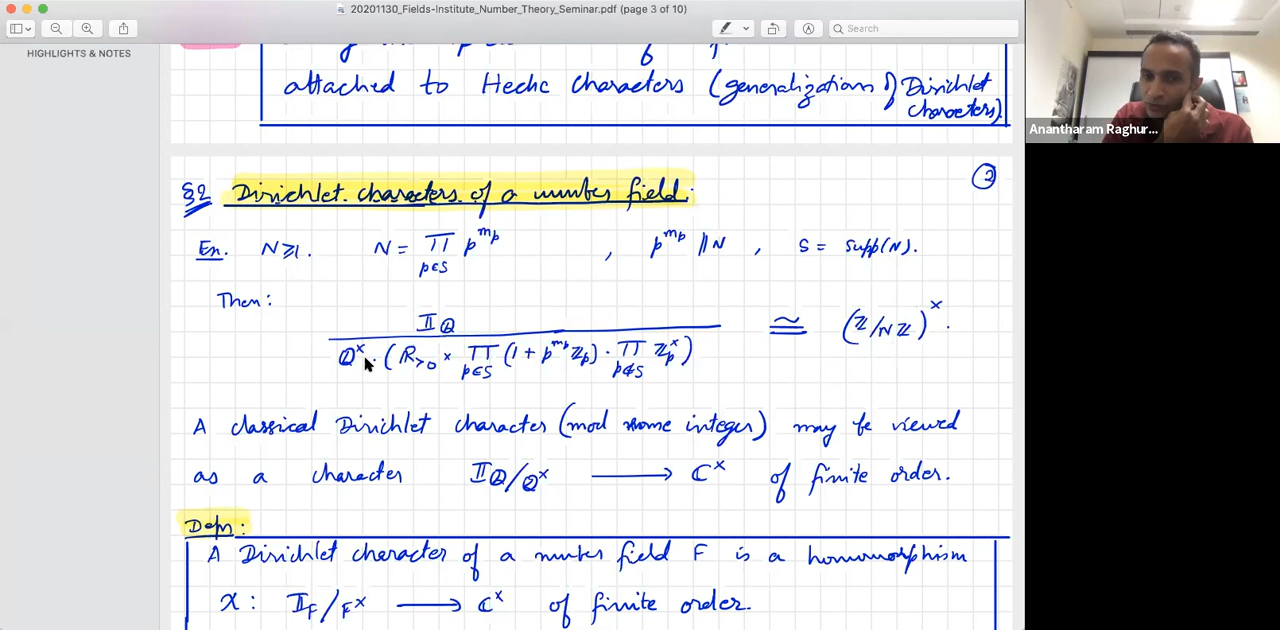 20201130_Fields-Institute_Number_Theory_Seminar.pdf (page 3 of 10)
Search
HIGHLIGHTS & NOTES
attached to Hecke characters (generalizations of Dirichlet characters)
Anantharam Raghur...
②
§2 Dirichlet characters of a number field.
Ex. N ≥ 1. N = ∏_{p∈S} p^{m_p} , p^{m_p} || N , S = supp(N).
Then:
𝕀_ℚ / ℚ^× · (ℝ_{>0} × ∏_{p∈S} (1 + p^{m_p} ℤ_p) · ∏_{p∉S} ℤ_p^×) ≅ (ℤ/Nℤ)^×.
A classical Dirichlet character (mod some integer) may be viewed
as a character 𝕀_ℚ/ℚ^× ⟶ ℂ^× of finite order.
Defn:
A Dirichlet character of a number field F is a homomorphism
χ : 𝕀_F/F^× ⟶ ℂ^× of finite order.